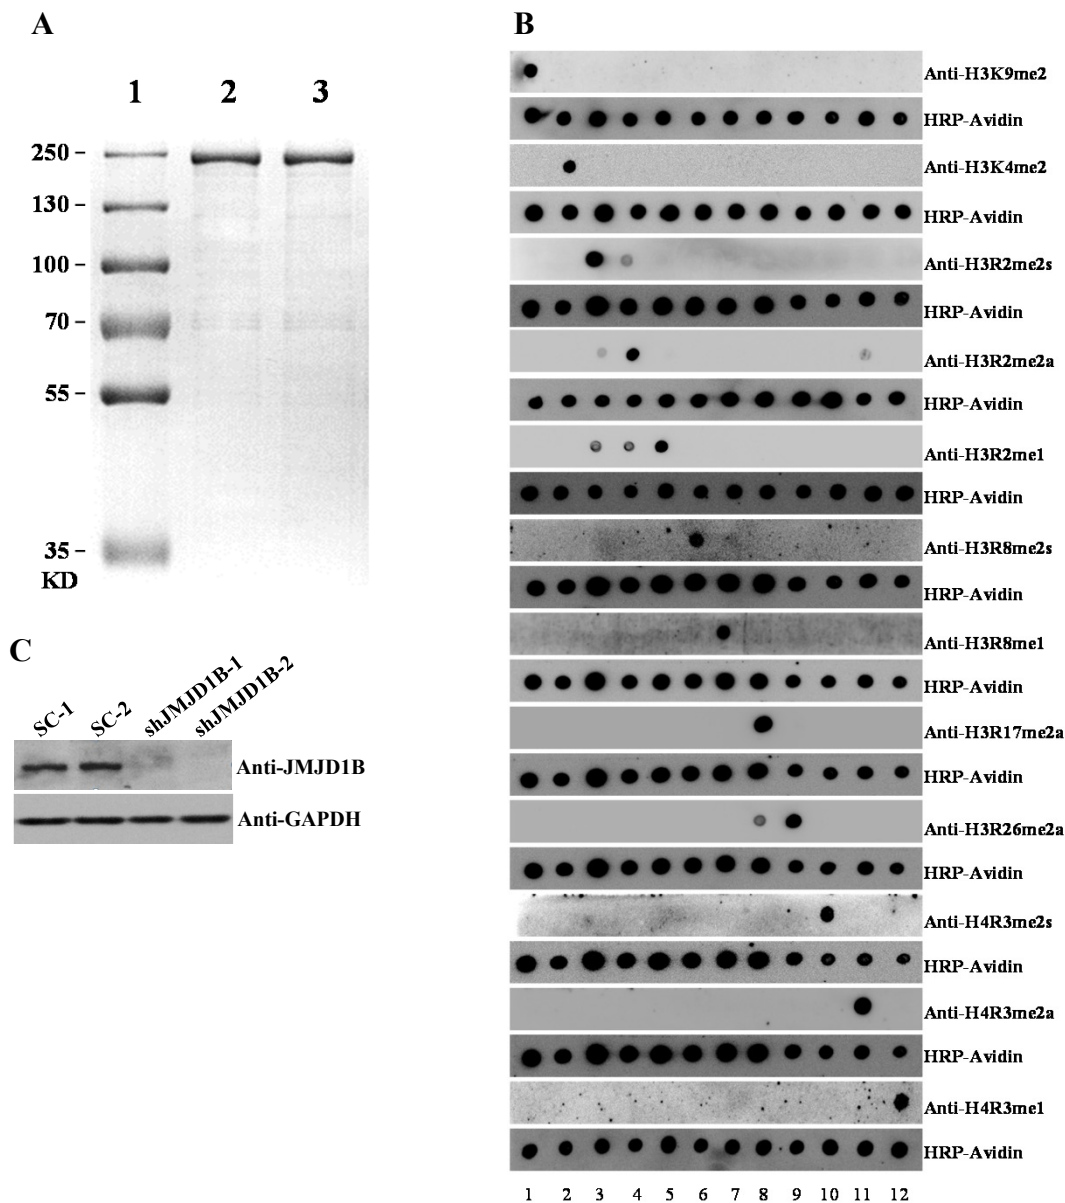 A
1 2 3
250 –
130 –
100 –
70 –
55 –
35 –
KD
B
Anti-H3K9me2
HRP-Avidin
Anti-H3K4me2
HRP-Avidin
Anti-H3R2me2s
HRP-Avidin
Anti-H3R2me2a
HRP-Avidin
Anti-H3R2me1
HRP-Avidin
Anti-H3R8me2s
HRP-Avidin
Anti-H3R8me1
HRP-Avidin
Anti-H3R17me2a
HRP-Avidin
Anti-H3R26me2a
HRP-Avidin
Anti-H4R3me2s
HRP-Avidin
Anti-H4R3me2a
HRP-Avidin
Anti-H4R3me1
HRP-Avidin
1 2 3 4 5 6 7 8 9 10 11 12
C
SC-1
SC-2
shJMJD1B-1
shJMJD1B-2
Anti-JMJD1B
Anti-GAPDH